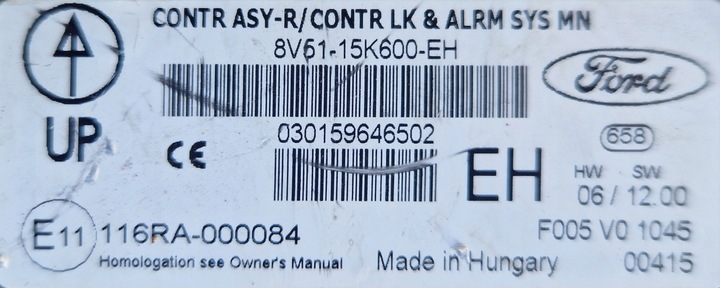 CONTR ASY-R/CONTR LK & ALRM SYS MN
8V51-15K600-EH
Ford
UP
CE
030159646502
EH
658
HW SW
06 / 12.00
E11 116RA-000084
F005 V0 1045
Homologation see Owner's Manual
Made in Hungary
00415